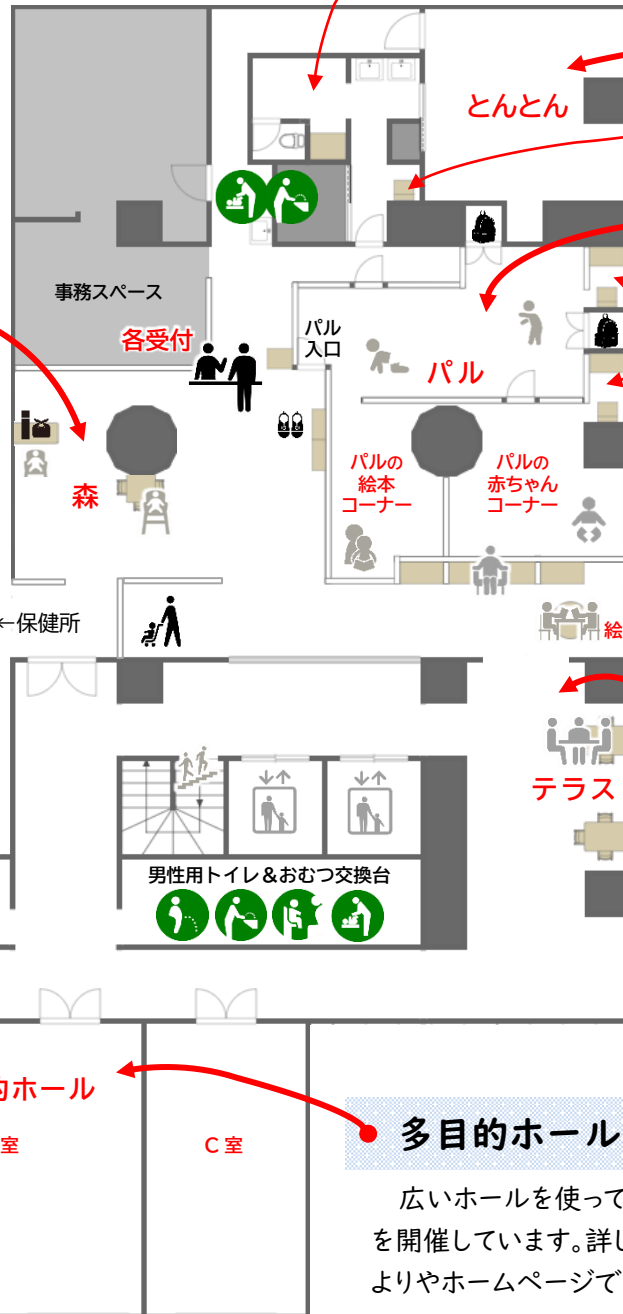 とんとん
事務スペース
各受付
パル
入口
パル
森
パルの
絵本
コーナー
パルの
赤ちゃん
コーナー
←保健所
絵
テラス
男性用トイレ&おむつ交換台
的ホール
室
C室
多目的ホール
広いホールを使って
を開催しています。詳し
よりやホームページで